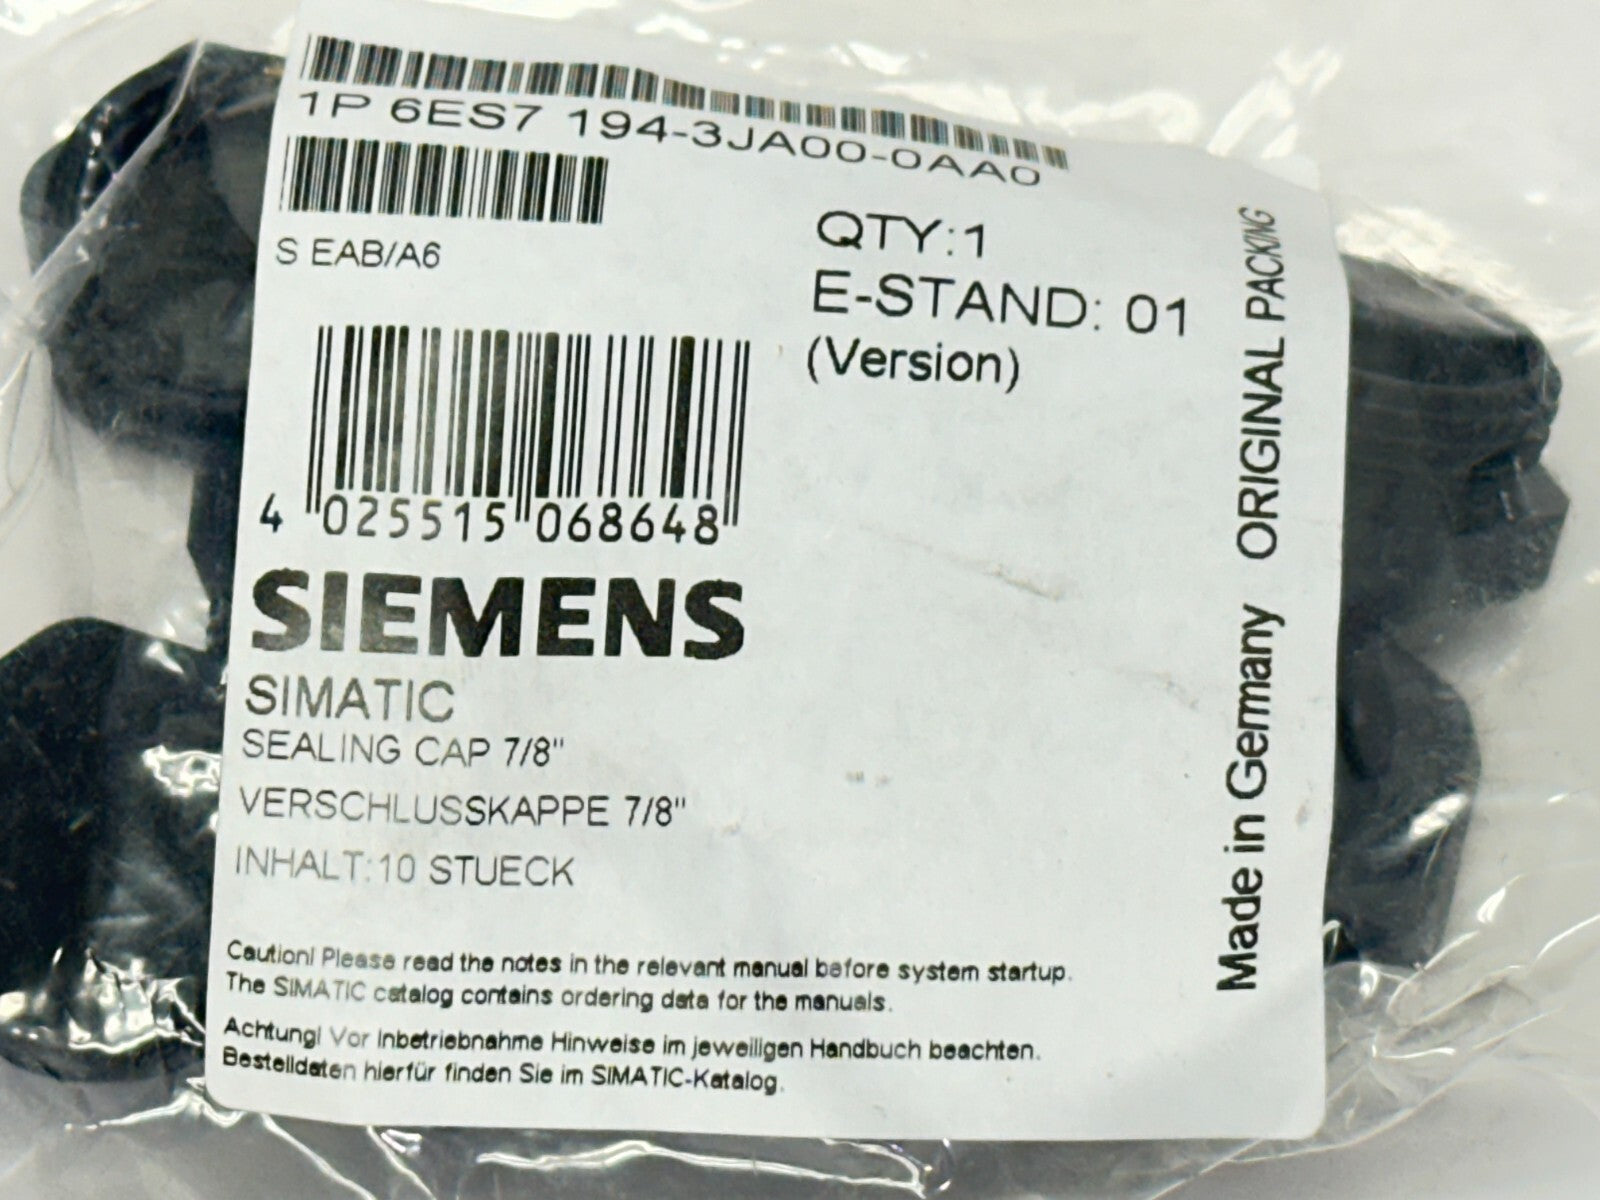 1P 6ES7 194-3JA00-0AA0
S EAB/A6
QTY:1
E-STAND: 01
(Version)
4 025515 068648
SIEMENS
SIMATIC
SEALING CAP 7/8"
VERSCHLUSSKAPPE 7/8"
INHALT:10 STUECK
Caution! Please read the notes in the relevant manual before system startup.
The SIMATIC catalog contains ordering data for the manuals.
Achtung! Vor Inbetriebnahme Hinweise im jeweiligen Handbuch beachten.
Bestelldaten hierfür finden Sie im SIMATIC-Katalog.
Made in Germany ORIGINAL PACKING